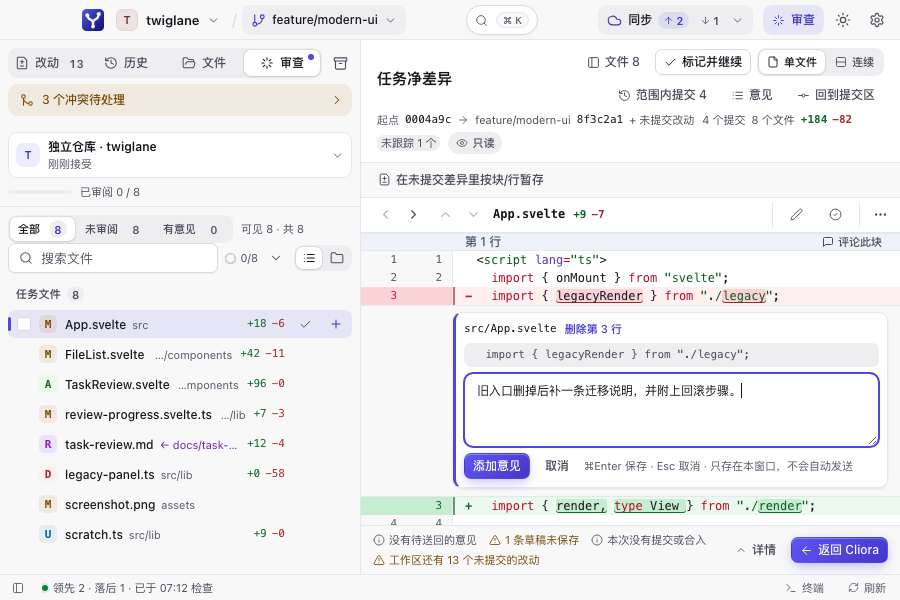 T twiglane / feature/modern-ui ⌘ K 同步 ↑ 2 ↓ 1 审查
改动 13 历史 文件 审查
3 个冲突待处理
T 独立仓库 · twiglane
刚刚接受
已审阅 0 / 8
全部 8 未审阅 8 有意见 0 可见 8 · 共 8
搜索文件 0/8
任务文件 8
M App.svelte src +18 −6
M FileList.svelte …/components +42 −11
A TaskReview.svelte …mponents +96 −0
M review-progress.svelte.ts …/lib +7 −3
R task-review.md ← docs/task-… +12 −4
D legacy-panel.ts src/lib +0 −58
M screenshot.png assets
U scratch.ts src/lib +9 −0
任务净差异
文件 8 标记并继续 单文件 连续
范围内提交 4 意见 回到提交区
起点 0004a9c → feature/modern-ui 8f3c2a1 + 未提交改动 4 个提交 8 个文件 +184 −82
未跟踪 1 个 只读
在未提交差异里按块/行暂存
App.svelte +9 −7
第 1 行 评论此块
1 1 <script lang="ts">
2 2 import { onMount } from "svelte";
3 − import { legacyRender } from "./legacy";
src/App.svelte 删除第 3 行
import { legacyRender } from "./legacy";
旧入口删掉后补一条迁移说明，并附上回滚步骤。
添加意见 取消 ⌘Enter 保存 · Esc 取消 · 只存在本窗口，不会自动发送
3 + import { render, type View } from "./render";
4 4
没有待送回的意见 1 条草稿未保存 本次没有提交或合入
工作区还有 13 个未提交的改动
详情 ← 返回 Cliora
领先 2 · 落后 1 · 已于 07:12 检查 终端 刷新